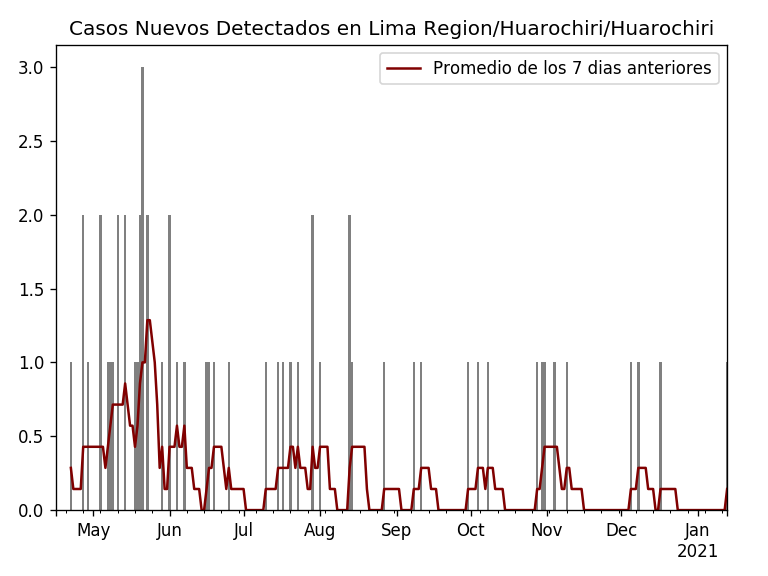 Casos Nuevos Detectados en Lima Region/Huarochiri/Huarochiri
Promedio de los 7 dias anteriores
3.0
2.5
2.0
1.5
1.0
0.5
0.0
May Jun Jul Aug Sep Oct Nov Dec Jan
2021